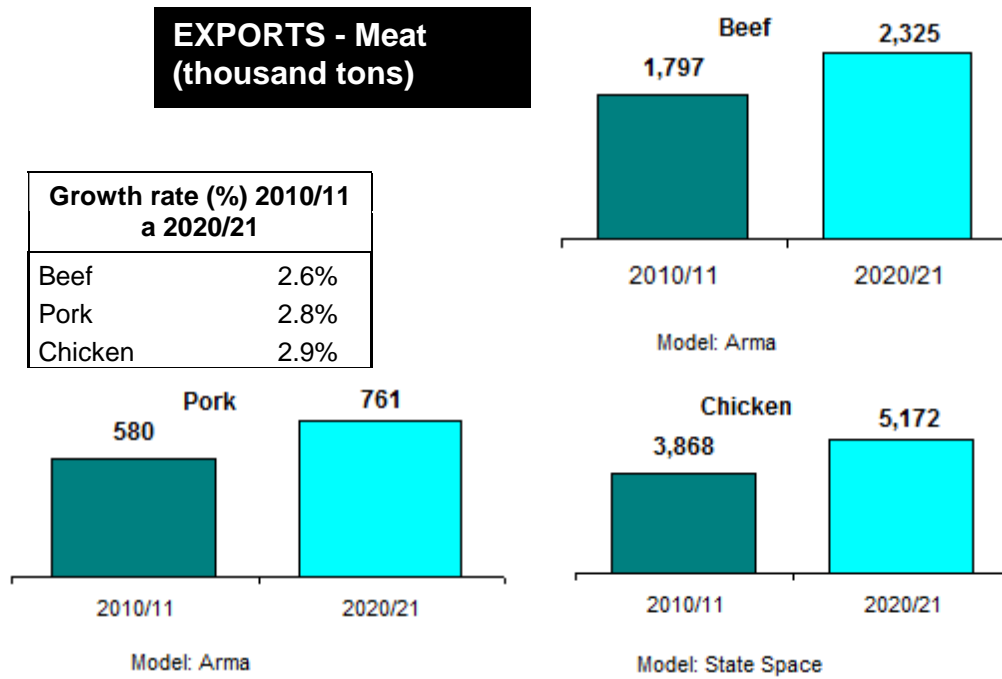 EXPORTS - Meat
(thousand tons)
Beef
1,797
2,325
2010/11
2020/21
Model: Arma
Growth rate (%) 2010/11
a 2020/21
Beef 2.6%
Pork 2.8%
Chicken 2.9%
Pork
580
761
2010/11
2020/21
Model: Arma
Chicken
3,868
5,172
2010/11
2020/21
Model: State Space